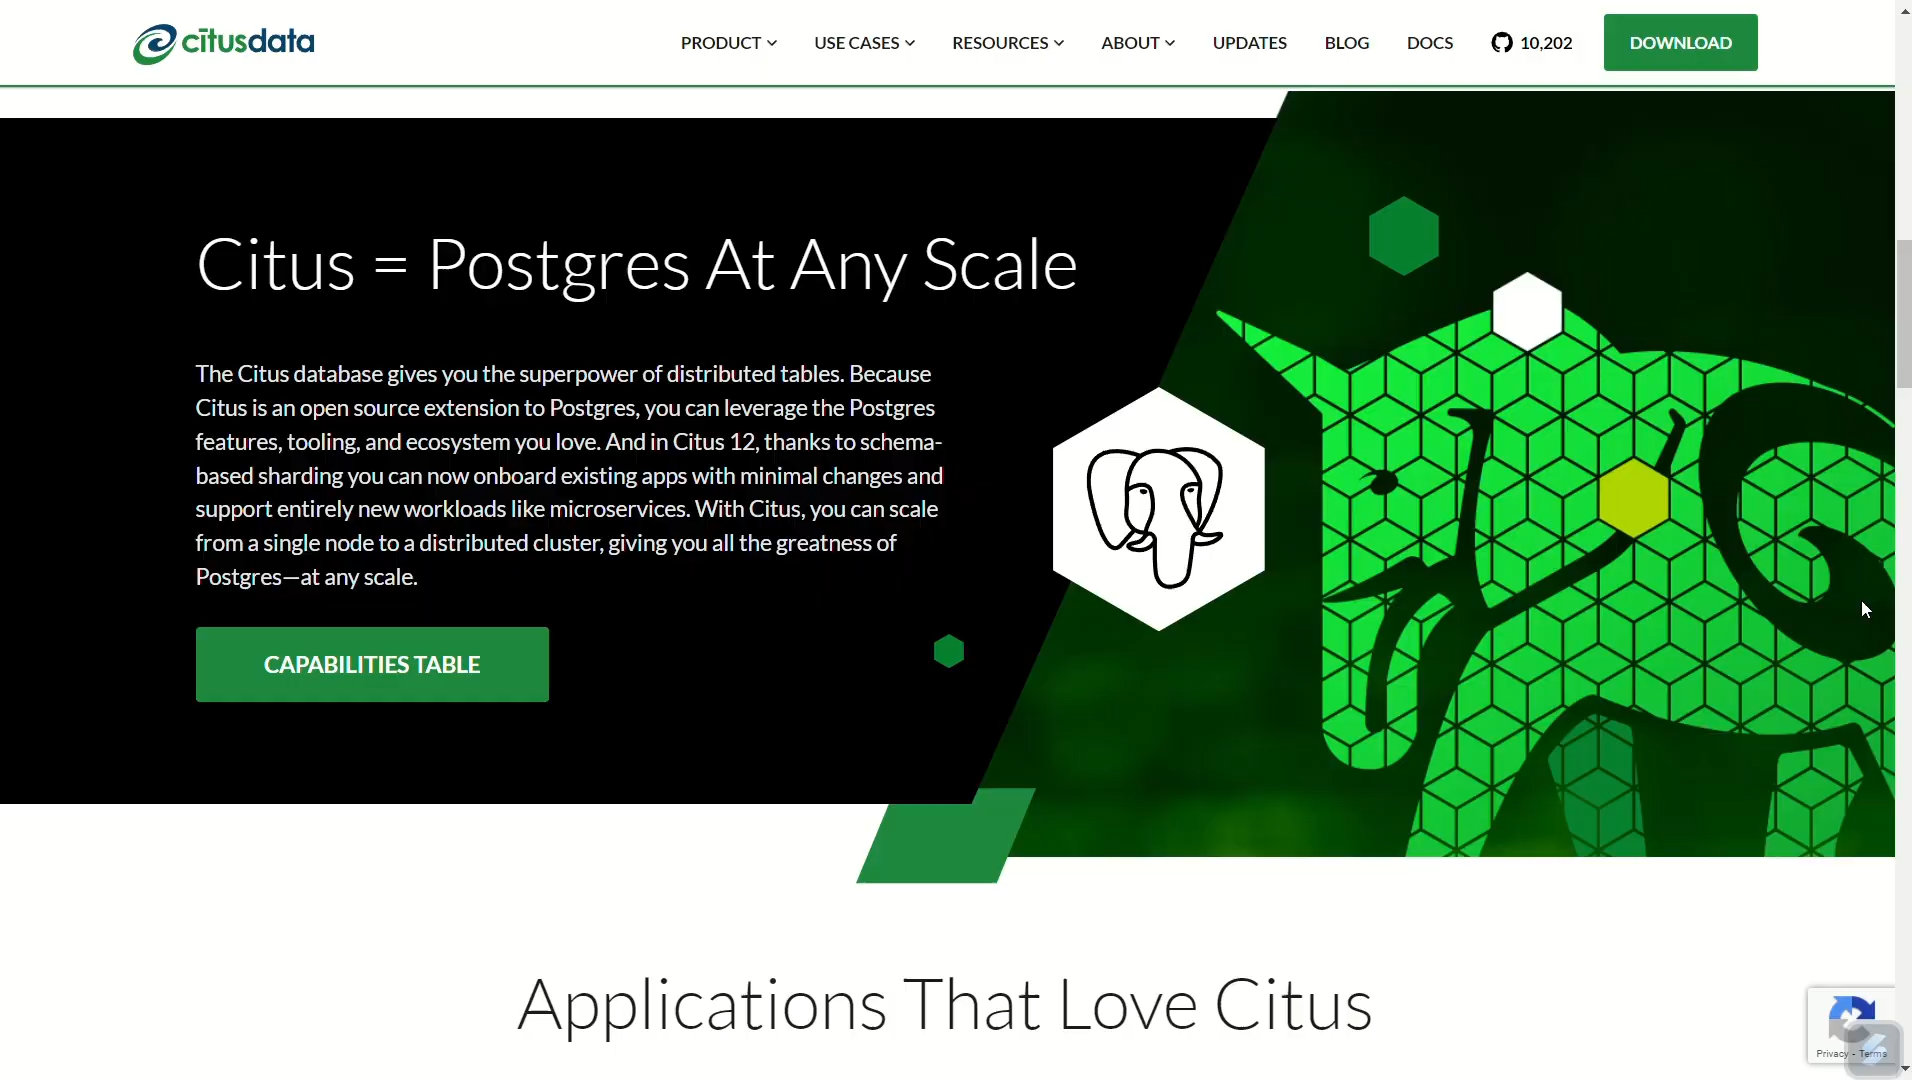 citusdata
PRODUCT
USE CASES
RESOURCES
ABOUT
UPDATES
BLOG
DOCS
10,202
DOWNLOAD
Citus = Postgres At Any Scale
The Citus database gives you the superpower of distributed tables. Because
Citus is an open source extension to Postgres, you can leverage the Postgres
features, tooling, and ecosystem you love. And in Citus 12, thanks to schema-
based sharding you can now onboard existing apps with minimal changes and
support entirely new workloads like microservices. With Citus, you can scale
from a single node to a distributed cluster, giving you all the greatness of
Postgres—at any scale.
CAPABILITIES TABLE
Applications That Love Citus
Privacy - Terms